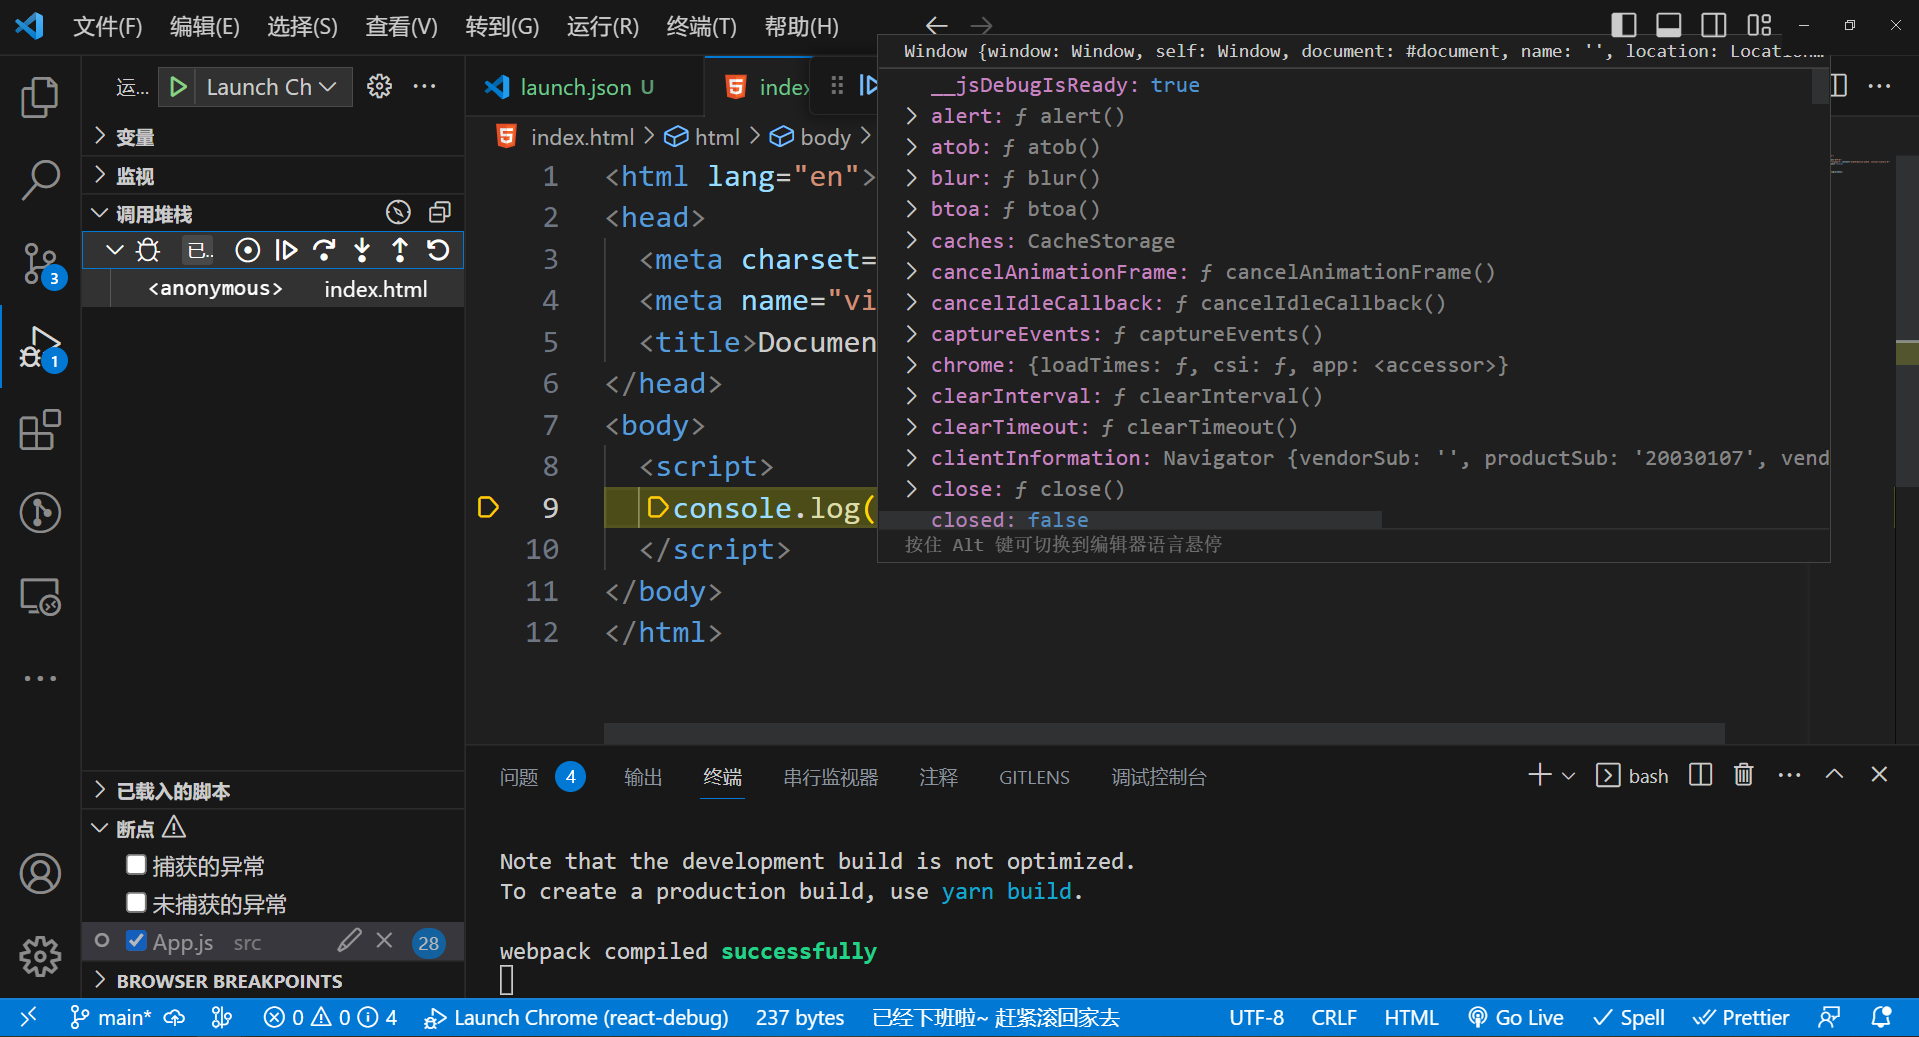 文件(F) 编辑(E) 选择(S) 查看(V) 转到(G) 运行(R) 终端(T) 帮助(H)
运... Launch Ch
变量
监视
调用堆栈
已..
<anonymous> index.html
已载入的脚本
断点
捕获的异常
未捕获的异常
App.js src 28
BROWSER BREAKPOINTS
3
1
launch.json U
index.html > html > body >
1 <html lang="en">
2 <head>
3 <meta charset=
4 <meta name="vi
5 <title>Documen
6 </head>
7 <body>
8 <script>
9 console.log(
10 </script>
11 </body>
12 </html>
Window {window: Window, self: Window, document: #document, name: '', location: Locatio...
__jsDebugIsReady: true
alert: ƒ alert()
atob: ƒ atob()
blur: ƒ blur()
btoa: ƒ btoa()
caches: CacheStorage
cancelAnimationFrame: ƒ cancelAnimationFrame()
cancelIdleCallback: ƒ cancelIdleCallback()
captureEvents: ƒ captureEvents()
chrome: {loadTimes: ƒ, csi: ƒ, app: <accessor>}
clearInterval: ƒ clearInterval()
clearTimeout: ƒ clearTimeout()
clientInformation: Navigator {vendorSub: '', productSub: '20030107', vend
close: ƒ close()
closed: false
按住 Alt 键可切换到编辑器语言悬停
问题 4 输出 终端 串行监视器 注释 GITLENS 调试控制台 bash
Note that the development build is not optimized.
To create a production build, use yarn build.
webpack compiled successfully
main* 0 0 4 Launch Chrome (react-debug) 237 bytes 已经下班啦~ 赶紧滚回家去 UTF-8 CRLF HTML Go Live Spell Prettier